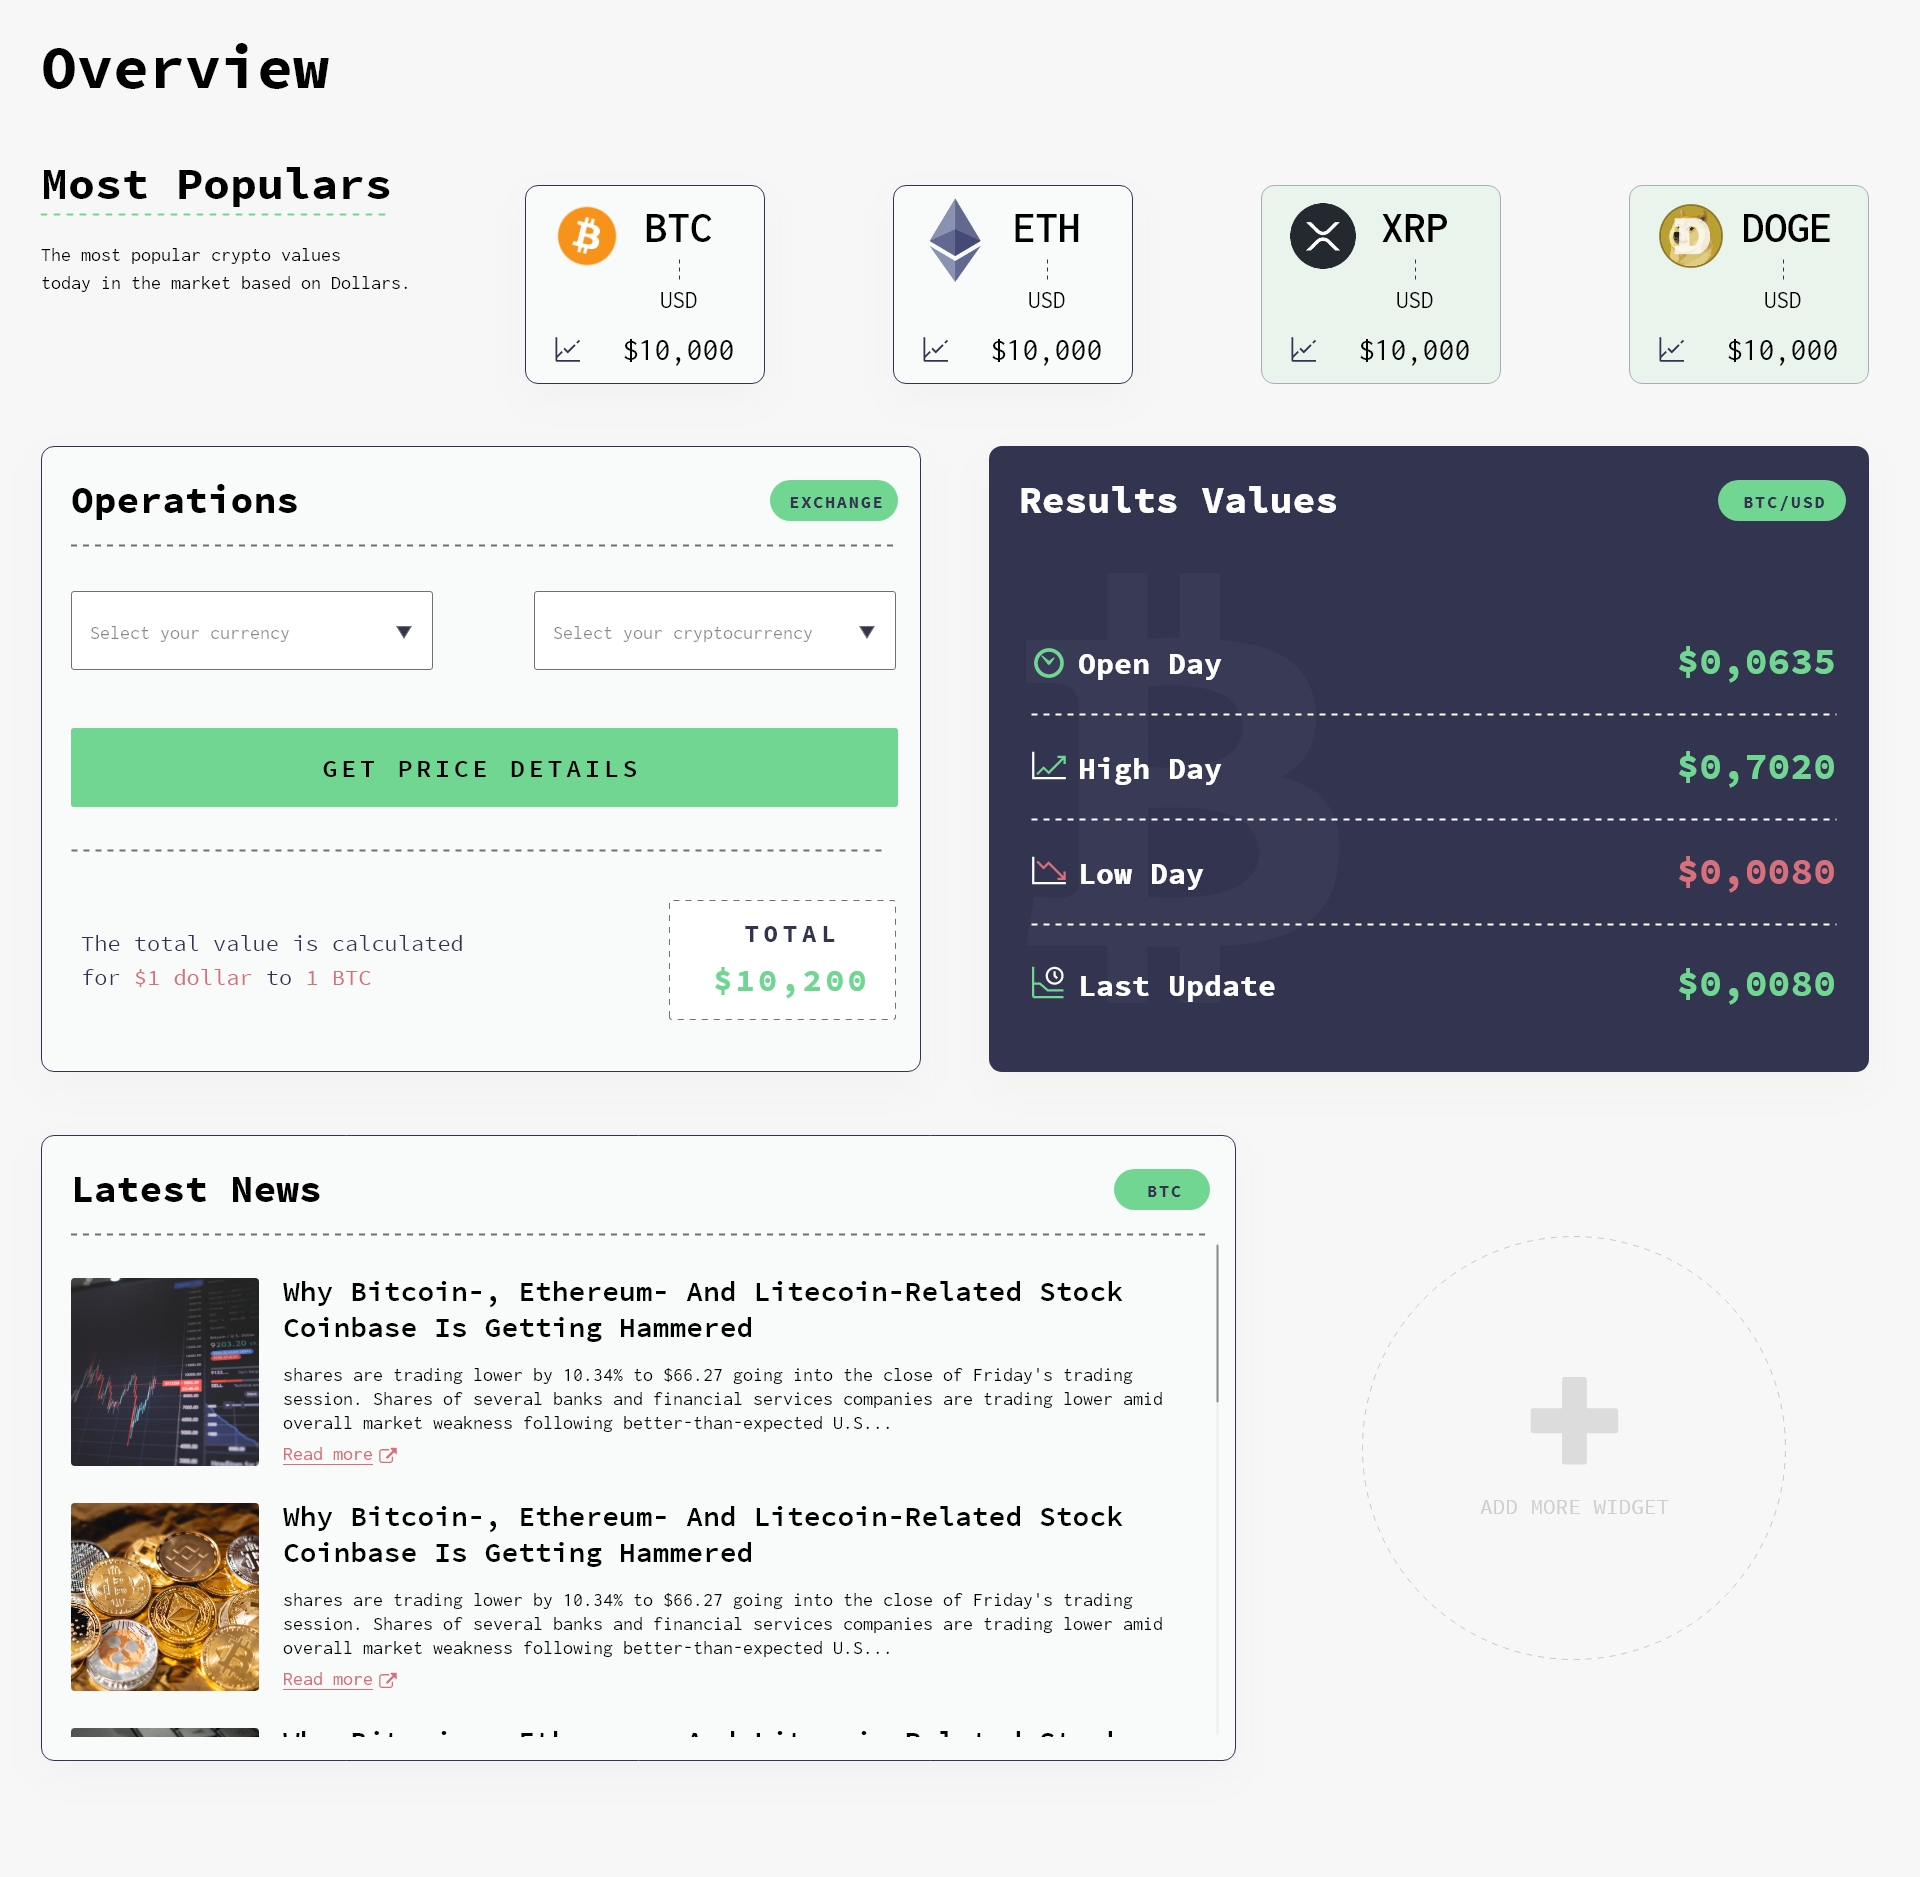 Overview
Most Populars
The most popular crypto values
today in the market based on Dollars.
BTC
USD
$10,000
ETH
USD
$10,000
XRP
USD
$10,000
DOGE
USD
$10,000
Operations
EXCHANGE
Select your currency
Select your cryptocurrency
GET PRICE DETAILS
The total value is calculated
for $1 dollar to 1 BTC
TOTAL
$10,200
Results Values
BTC/USD
Open Day
$0,0635
High Day
$0,7020
Low Day
$0,0080
Last Update
$0,0080
Latest News
BTC
Why Bitcoin-, Ethereum- And Litecoin-Related Stock
Coinbase Is Getting Hammered
shares are trading lower by 10.34% to $66.27 going into the close of Friday's trading
session. Shares of several banks and financial services companies are trading lower amid
overall market weakness following better-than-expected U.S...
Read more
Why Bitcoin-, Ethereum- And Litecoin-Related Stock
Coinbase Is Getting Hammered
shares are trading lower by 10.34% to $66.27 going into the close of Friday's trading
session. Shares of several banks and financial services companies are trading lower amid
overall market weakness following better-than-expected U.S...
Read more
ADD MORE WIDGET